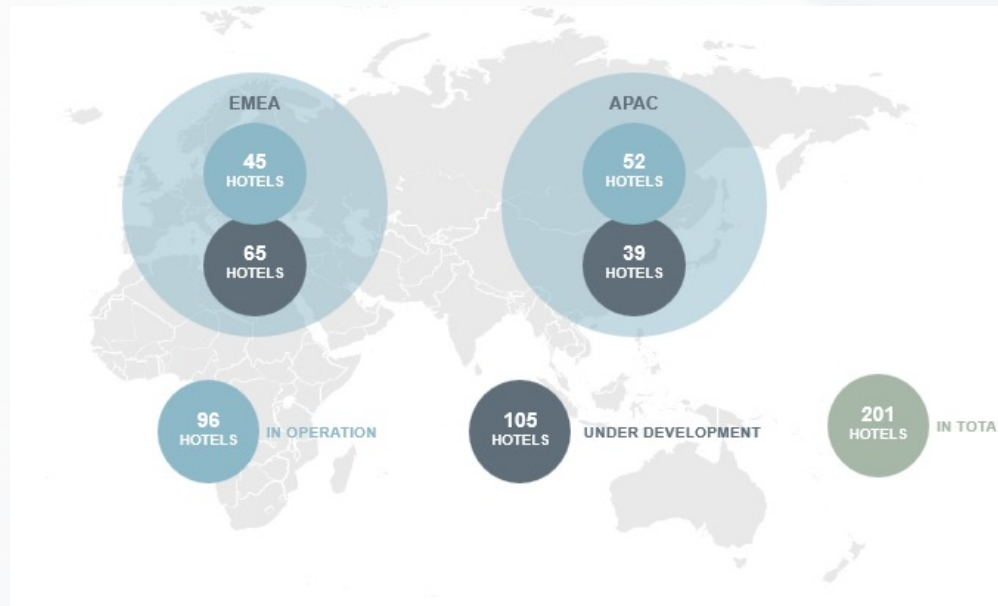 EMEA
45
HOTELS
65
HOTELS
APAC
52
HOTELS
39
HOTELS
96
HOTELS
IN OPERATION
105
HOTELS
UNDER DEVELOPMENT
201
HOTELS
IN TOTA